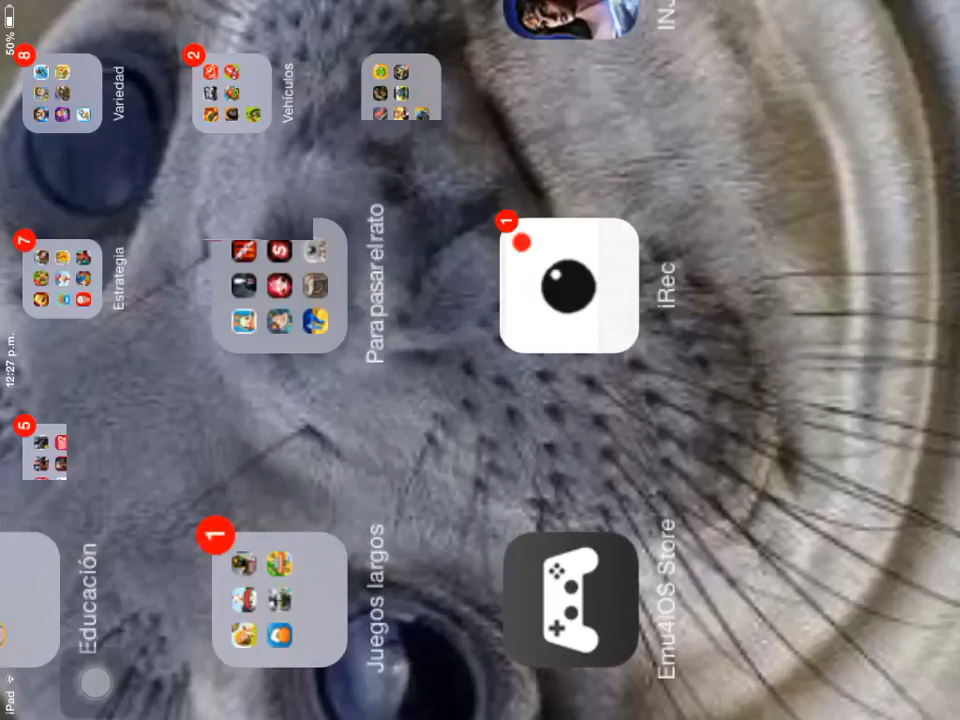 iPad
12:27 p.m.
50%
5
7
8
Estrategia
Variedad
2
Vehículos
Educación
1
Juegos largos
Para pasar el rato
Emu4iOS Store
1
iRec
INJ